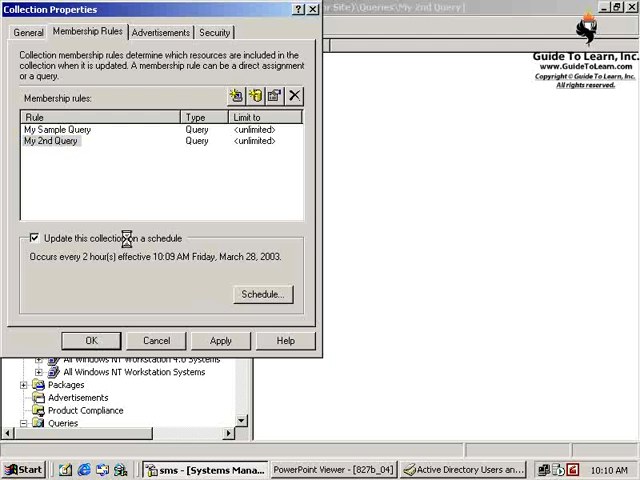 Collection Properties
r Site)\Queries\My 2nd Query]
General
Membership Rules
Advertisements
Security
Collection membership rules determine which resources are included in the
collection when it is updated. A membership rule can be a direct assignment
or a query.
Membership rules:
Rule Type Limit to
My Sample Query Query <unlimited>
My 2nd Query Query <unlimited>
Update this collection on a schedule
Occurs every 2 hour(s) effective 10:09 AM Friday, March 28, 2003.
Schedule...
OK
Cancel
Apply
Help
Guide To Learn, Inc.
www.GuideToLearn.com
Copyright © Guide To Learn, Inc.
All rights reserved.
All Windows NT Workstation 4.0 Systems
All Windows NT Workstation Systems
Packages
Advertisements
Product Compliance
Queries
Start
sms - [Systems Mana...
PowerPoint Viewer - [827b_04]
Active Directory Users an...
10:10 AM